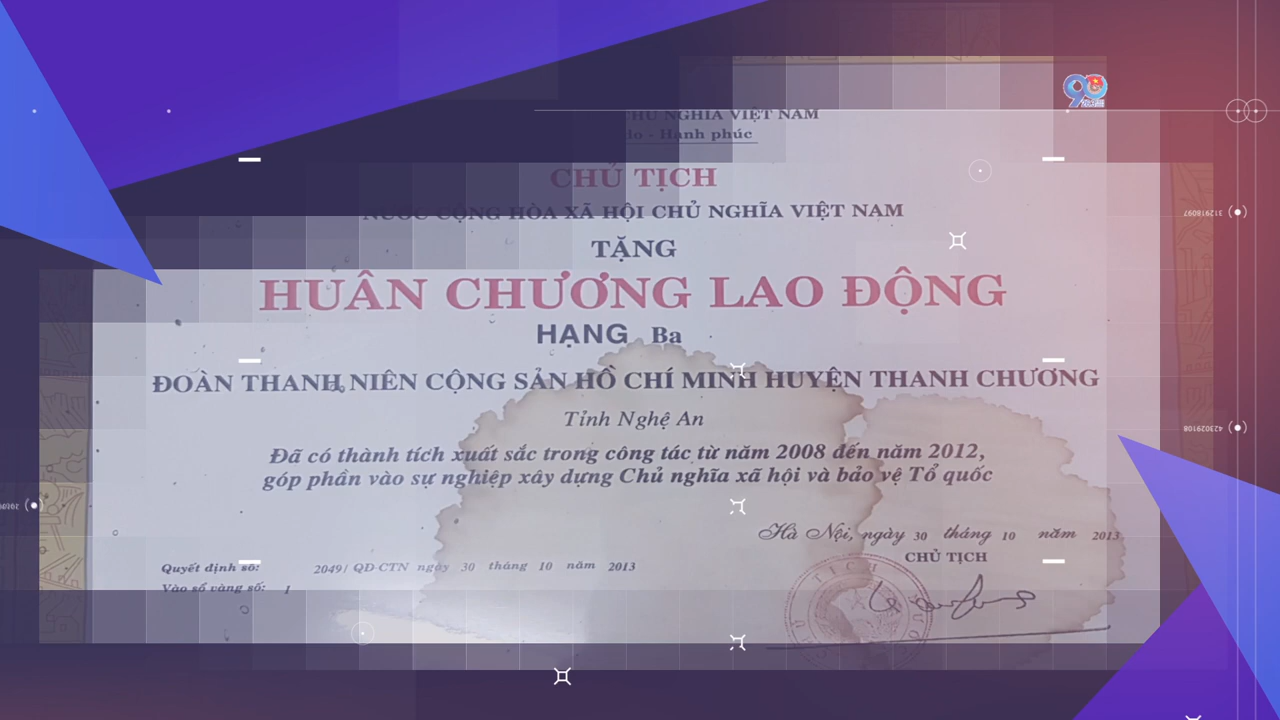 90
CHỦ NGHĨA VIỆT NAM
Hạnh phúc
CHỦ TỊCH
NƯỚC CỘNG HÒA XÃ HỘI CHỦ NGHĨA VIỆT NAM
TẶNG
HUÂN CHƯƠNG LAO ĐỘNG
HẠNG Ba
ĐOÀN THANH NIÊN CỘNG SẢN HỒ CHÍ MINH HUYỆN THANH CHƯƠNG
Tỉnh Nghệ An
Đã có thành tích xuất sắc trong công tác từ năm 2008 đến năm 2012,
góp phần vào sự nghiệp xây dựng Chủ nghĩa xã hội và bảo vệ Tổ quốc
Hà Nội, ngày 30 tháng 10 năm 2013
CHỦ TỊCH
Quyết định số: 2049/ QĐ-CTN ngày 30 tháng 10 năm 2013
Vào sổ vàng số: 1
312918097
423029108